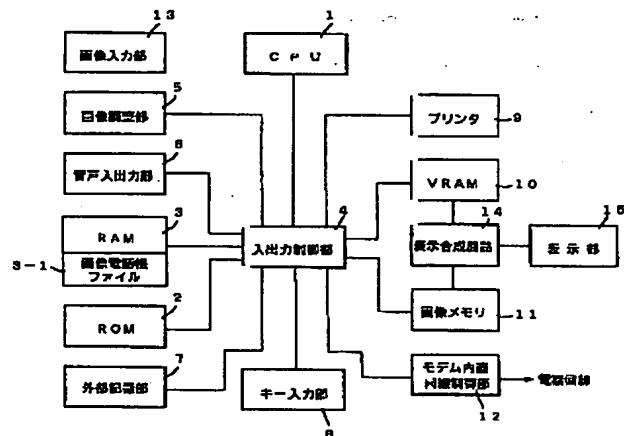 13
画像入力部
1
CPU
5
画像調整部
プリンタ
9
6
音声入出力部
VRAM
10
3
RAM
画像電話帳
ファイル
3-1
4
入出力制御部
14
表示合成回路
15
表示部
2
ROM
画像メモリ
11
7
外部記憶部
キー入力部
8
モデム内蔵
回線制御部
12
電話回線